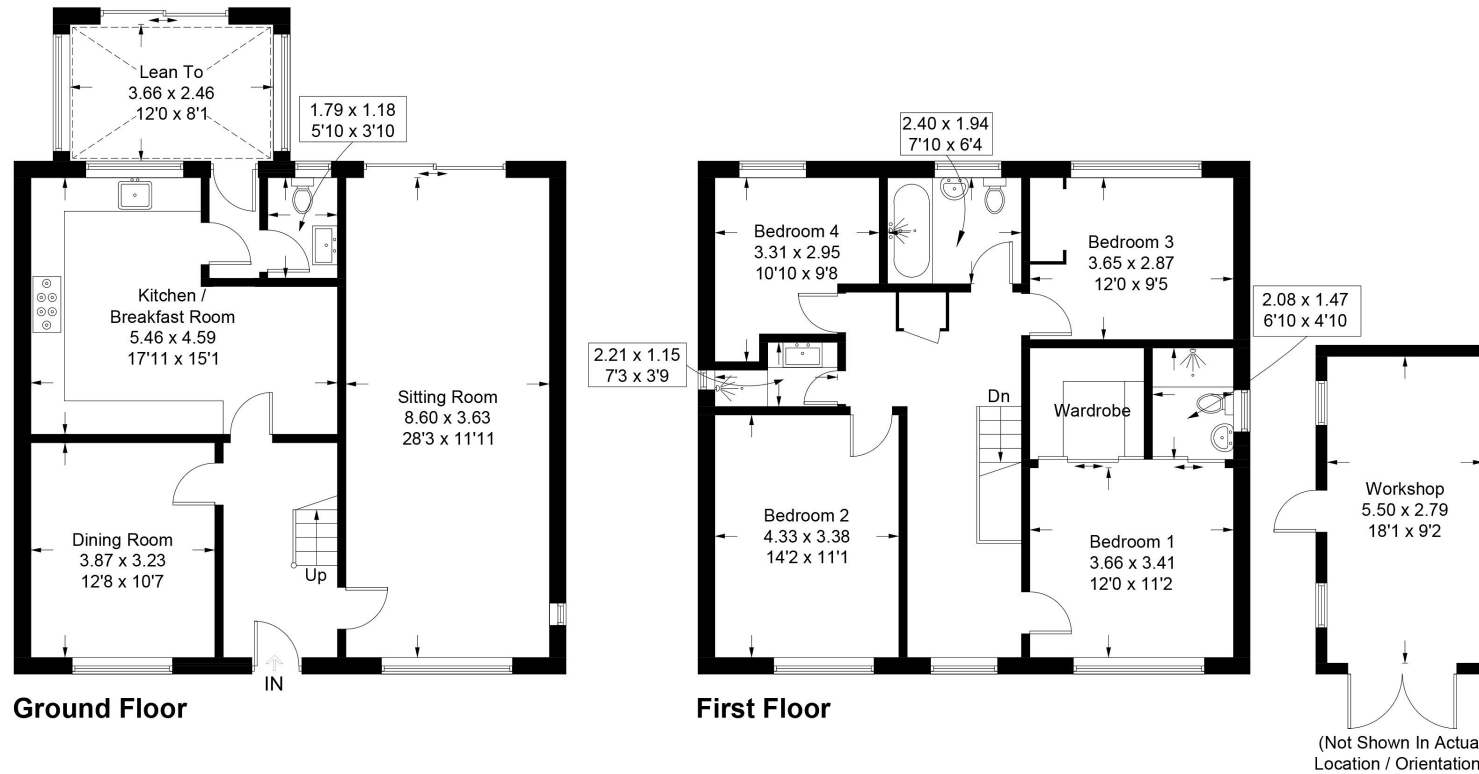 Lean To
3.66 x 2.46
12'0 x 8'1
1.79 x 1.18
5'10 x 3'10
Kitchen /
Breakfast Room
5.46 x 4.59
17'11 x 15'1
Sitting Room
8.60 x 3.63
28'3 x 11'11
Dining Room
3.87 x 3.23
12'8 x 10'7
Up
IN
Ground Floor
2.40 x 1.94
7'10 x 6'4
Bedroom 4
3.31 x 2.95
10'10 x 9'8
Bedroom 3
3.65 x 2.87
12'0 x 9'5
2.08 x 1.47
6'10 x 4'10
2.21 x 1.15
7'3 x 3'9
Dn
Wardrobe
Bedroom 2
4.33 x 3.38
14'2 x 11'1
Bedroom 1
3.66 x 3.41
12'0 x 11'2
First Floor
Workshop
5.50 x 2.79
18'1 x 9'2
(Not Shown In Actua
Location / Orientation